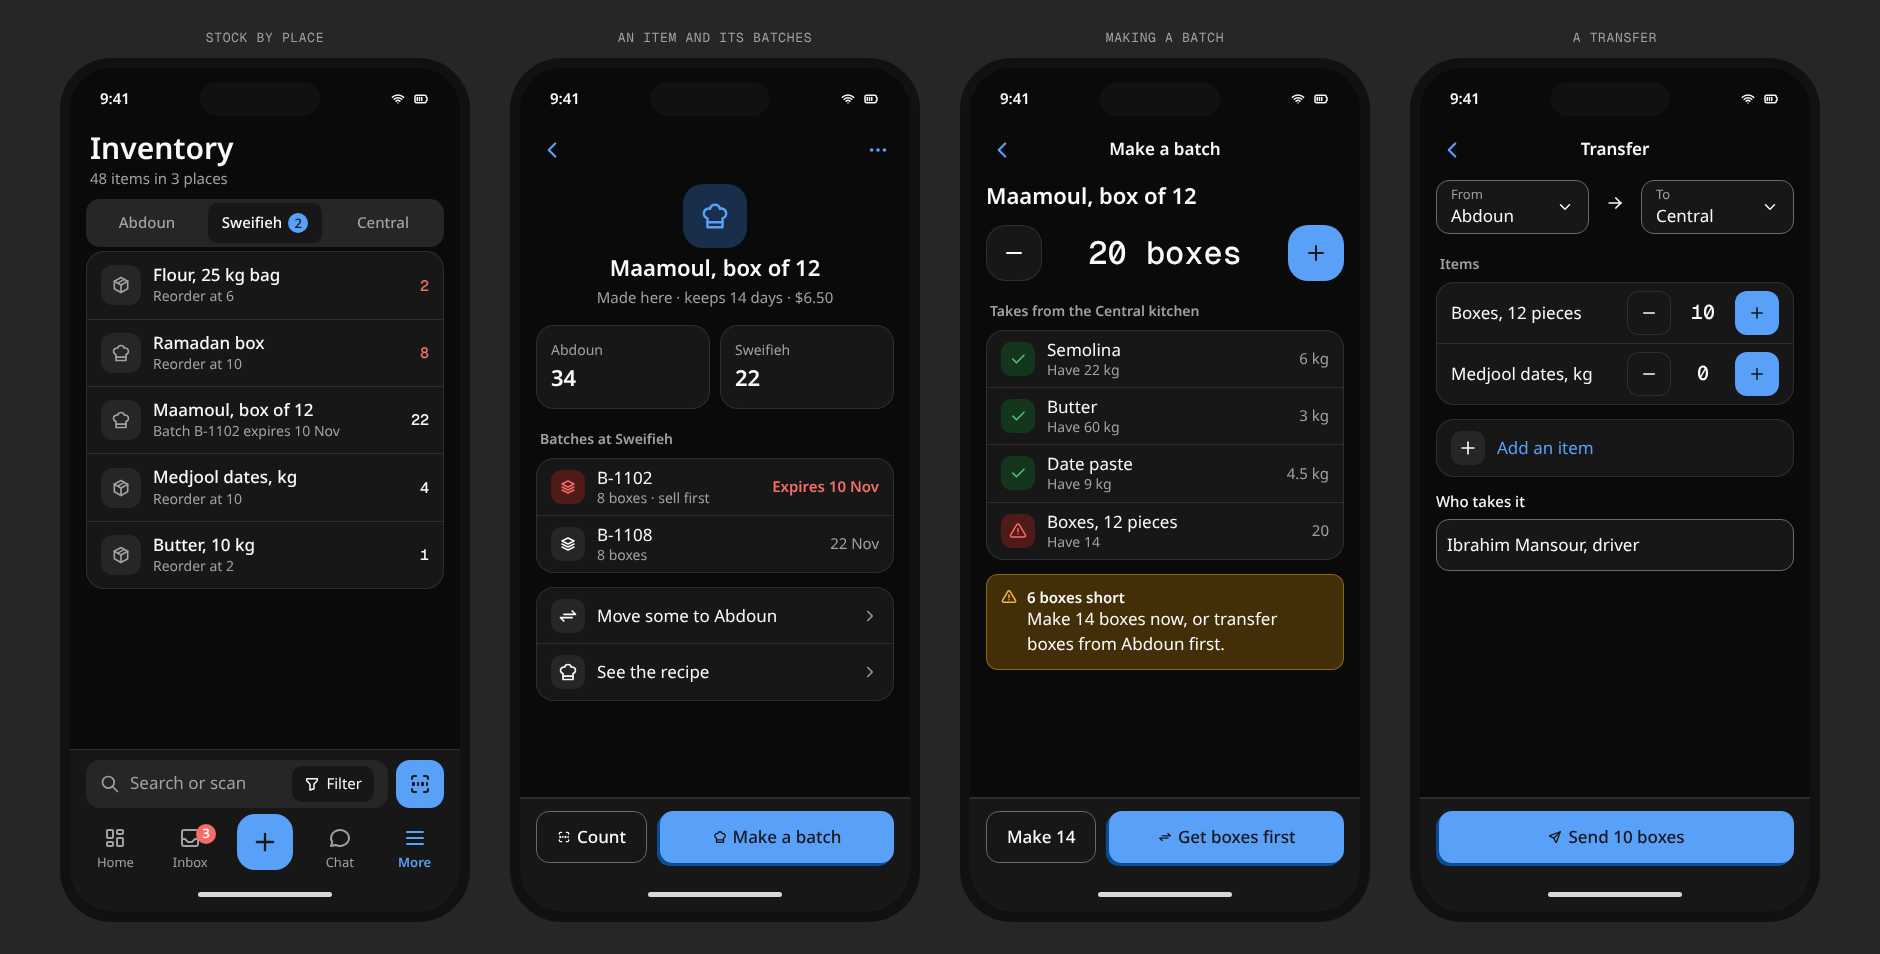 STOCK BY PLACE
9:41
Inventory
48 items in 3 places
Abdoun
Sweifieh 2
Central
Flour, 25 kg bag
Reorder at 6
2
Ramadan box
Reorder at 10
8
Maamoul, box of 12
Batch B-1102 expires 10 Nov
22
Medjool dates, kg
Reorder at 10
4
Butter, 10 kg
Reorder at 2
1
Search or scan
Filter
Home
3
Inbox
Chat
More
AN ITEM AND ITS BATCHES
9:41
Maamoul, box of 12
Made here · keeps 14 days · $6.50
Abdoun
34
Sweifieh
22
Batches at Sweifieh
B-1102
8 boxes · sell first
Expires 10 Nov
B-1108
8 boxes
22 Nov
Move some to Abdoun
See the recipe
Count
Make a batch
MAKING A BATCH
9:41
Make a batch
Maamoul, box of 12
20 boxes
Takes from the Central kitchen
Semolina
Have 22 kg
6 kg
Butter
Have 60 kg
3 kg
Date paste
Have 9 kg
4.5 kg
Boxes, 12 pieces
Have 14
20
6 boxes short
Make 14 boxes now, or transfer
boxes from Abdoun first.
Make 14
Get boxes first
A TRANSFER
9:41
Transfer
From
Abdoun
To
Central
Items
Boxes, 12 pieces
10
Medjool dates, kg
0
Add an item
Who takes it
Ibrahim Mansour, driver
Send 10 boxes